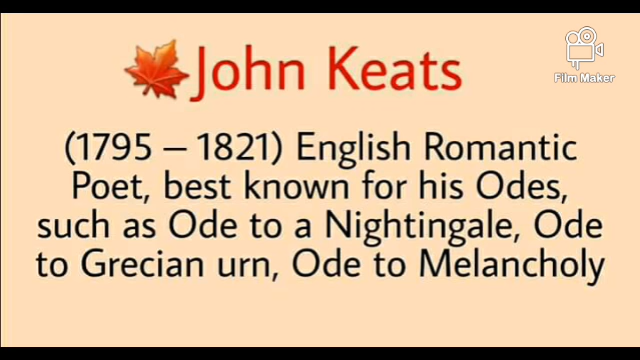 John Keats
Film Maker
(1795 – 1821) English Romantic
Poet, best known for his Odes,
such as Ode to a Nightingale, Ode
to Grecian urn, Ode to Melancholy